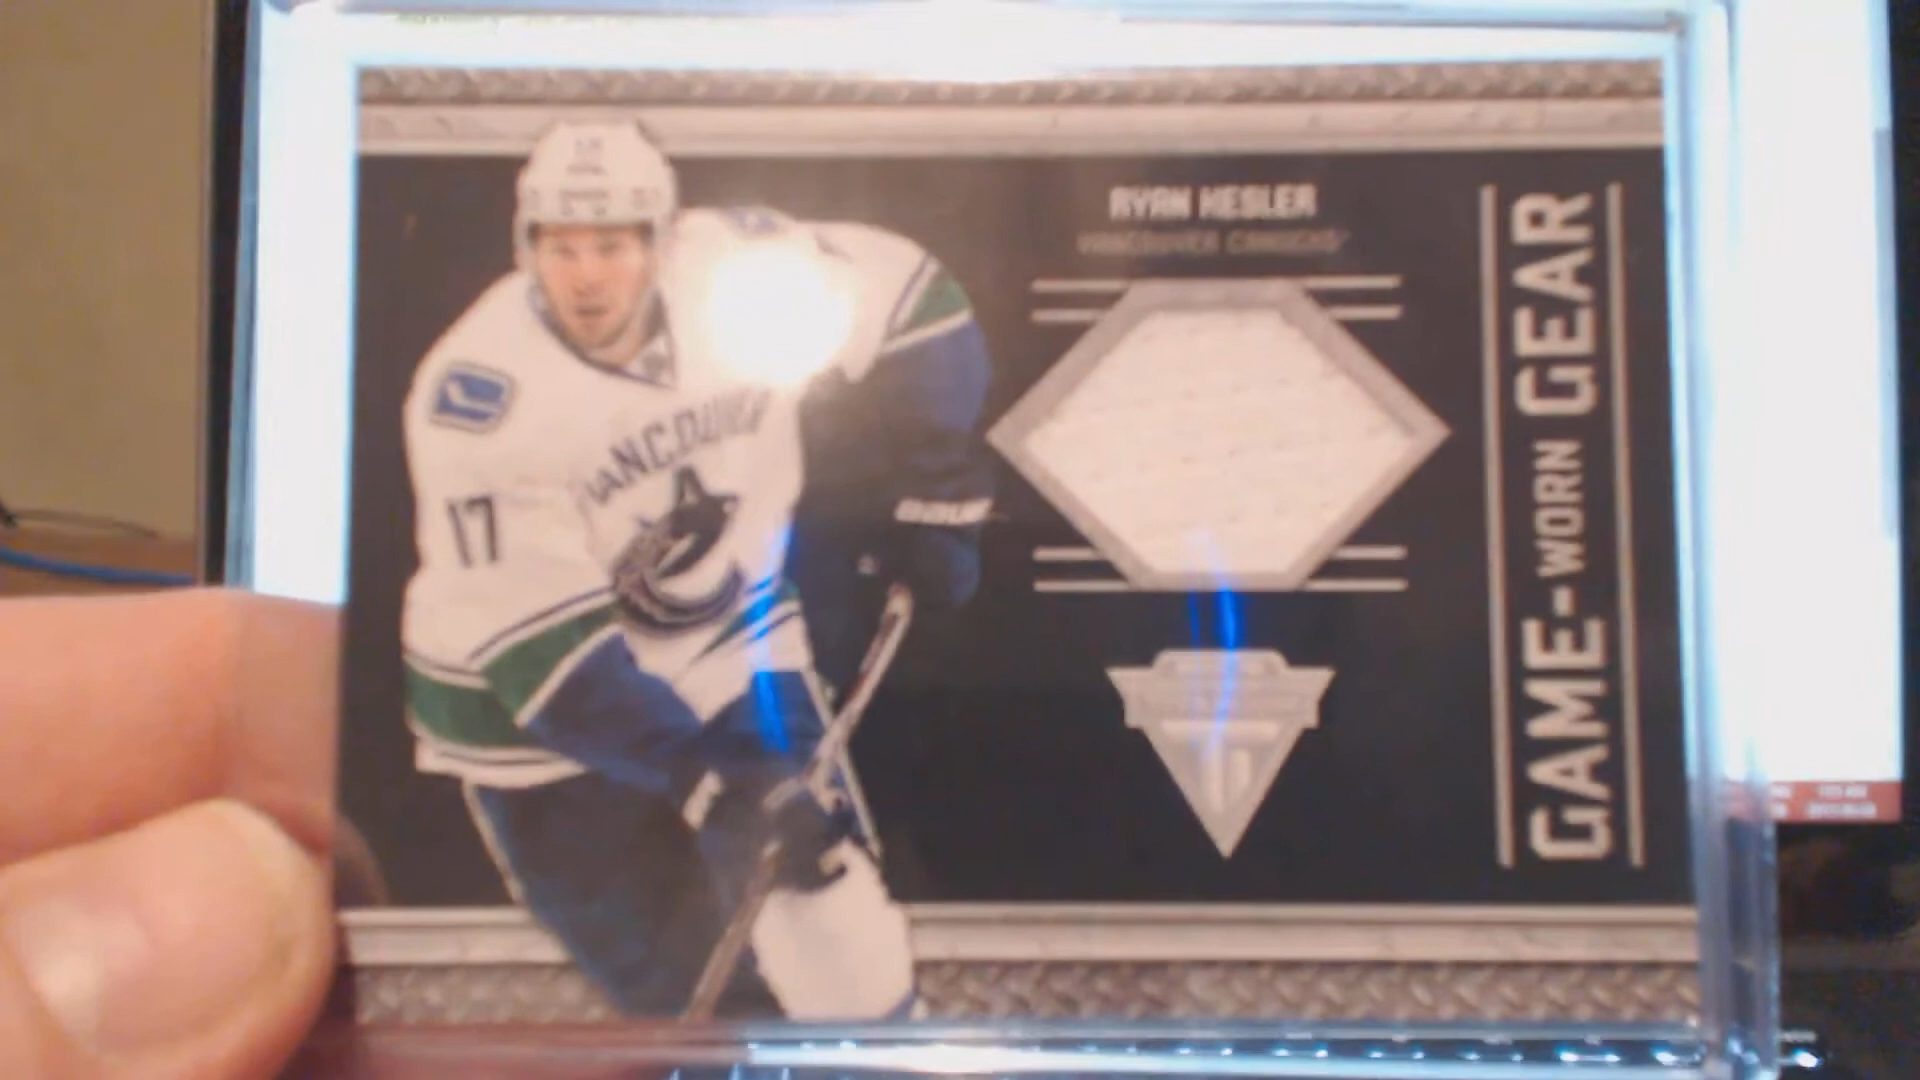 RYAN KESLER
VANCOUVER CANUCKS
GAME-WORN GEAR
VANCOUVER
17